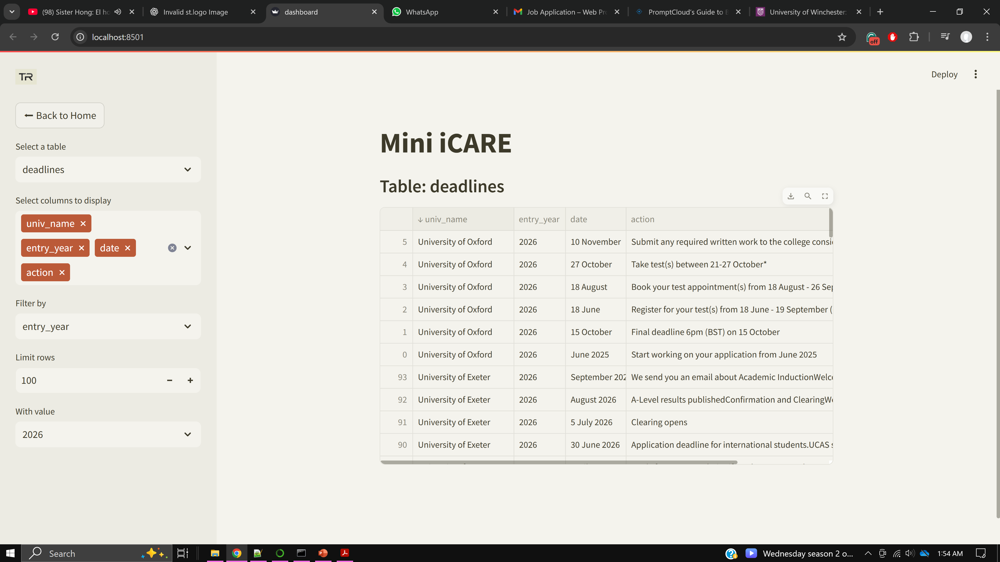 (98) Sister Hong: El ho
Invalid st.logo Image
dashboard
WhatsApp
Job Application – Web Pro
PromptCloud’s Guide to B
University of Winchester:
localhost:8501
off
TR
Deploy
← Back to Home
Select a table
deadlines
Select columns to display
univ_name
entry_year date
action
Filter by
entry_year
Limit rows
100
With value
2026
Mini iCARE
Table: deadlines
↓ univ_name entry_year date action
5 University of Oxford 2026 10 November Submit any required written work to the college consi
4 University of Oxford 2026 27 October Take test(s) between 21-27 October*
3 University of Oxford 2026 18 August Book your test appointment(s) from 18 August - 26 Sep
2 University of Oxford 2026 18 June Register for your test(s) from 18 June - 19 September (
1 University of Oxford 2026 15 October Final deadline 6pm (BST) on 15 October
0 University of Oxford 2026 June 2025 Start working on your application from June 2025
93 University of Exeter 2026 September 202 We send you an email about Academic InductionWelc
92 University of Exeter 2026 August 2026 A-Level results publishedConfirmation and ClearingWe
91 University of Exeter 2026 5 July 2026 Clearing opens
90 University of Exeter 2026 30 June 2026 Application deadline for international students.UCAS s
Search
Wednesday season 2 o...
1:54 AM